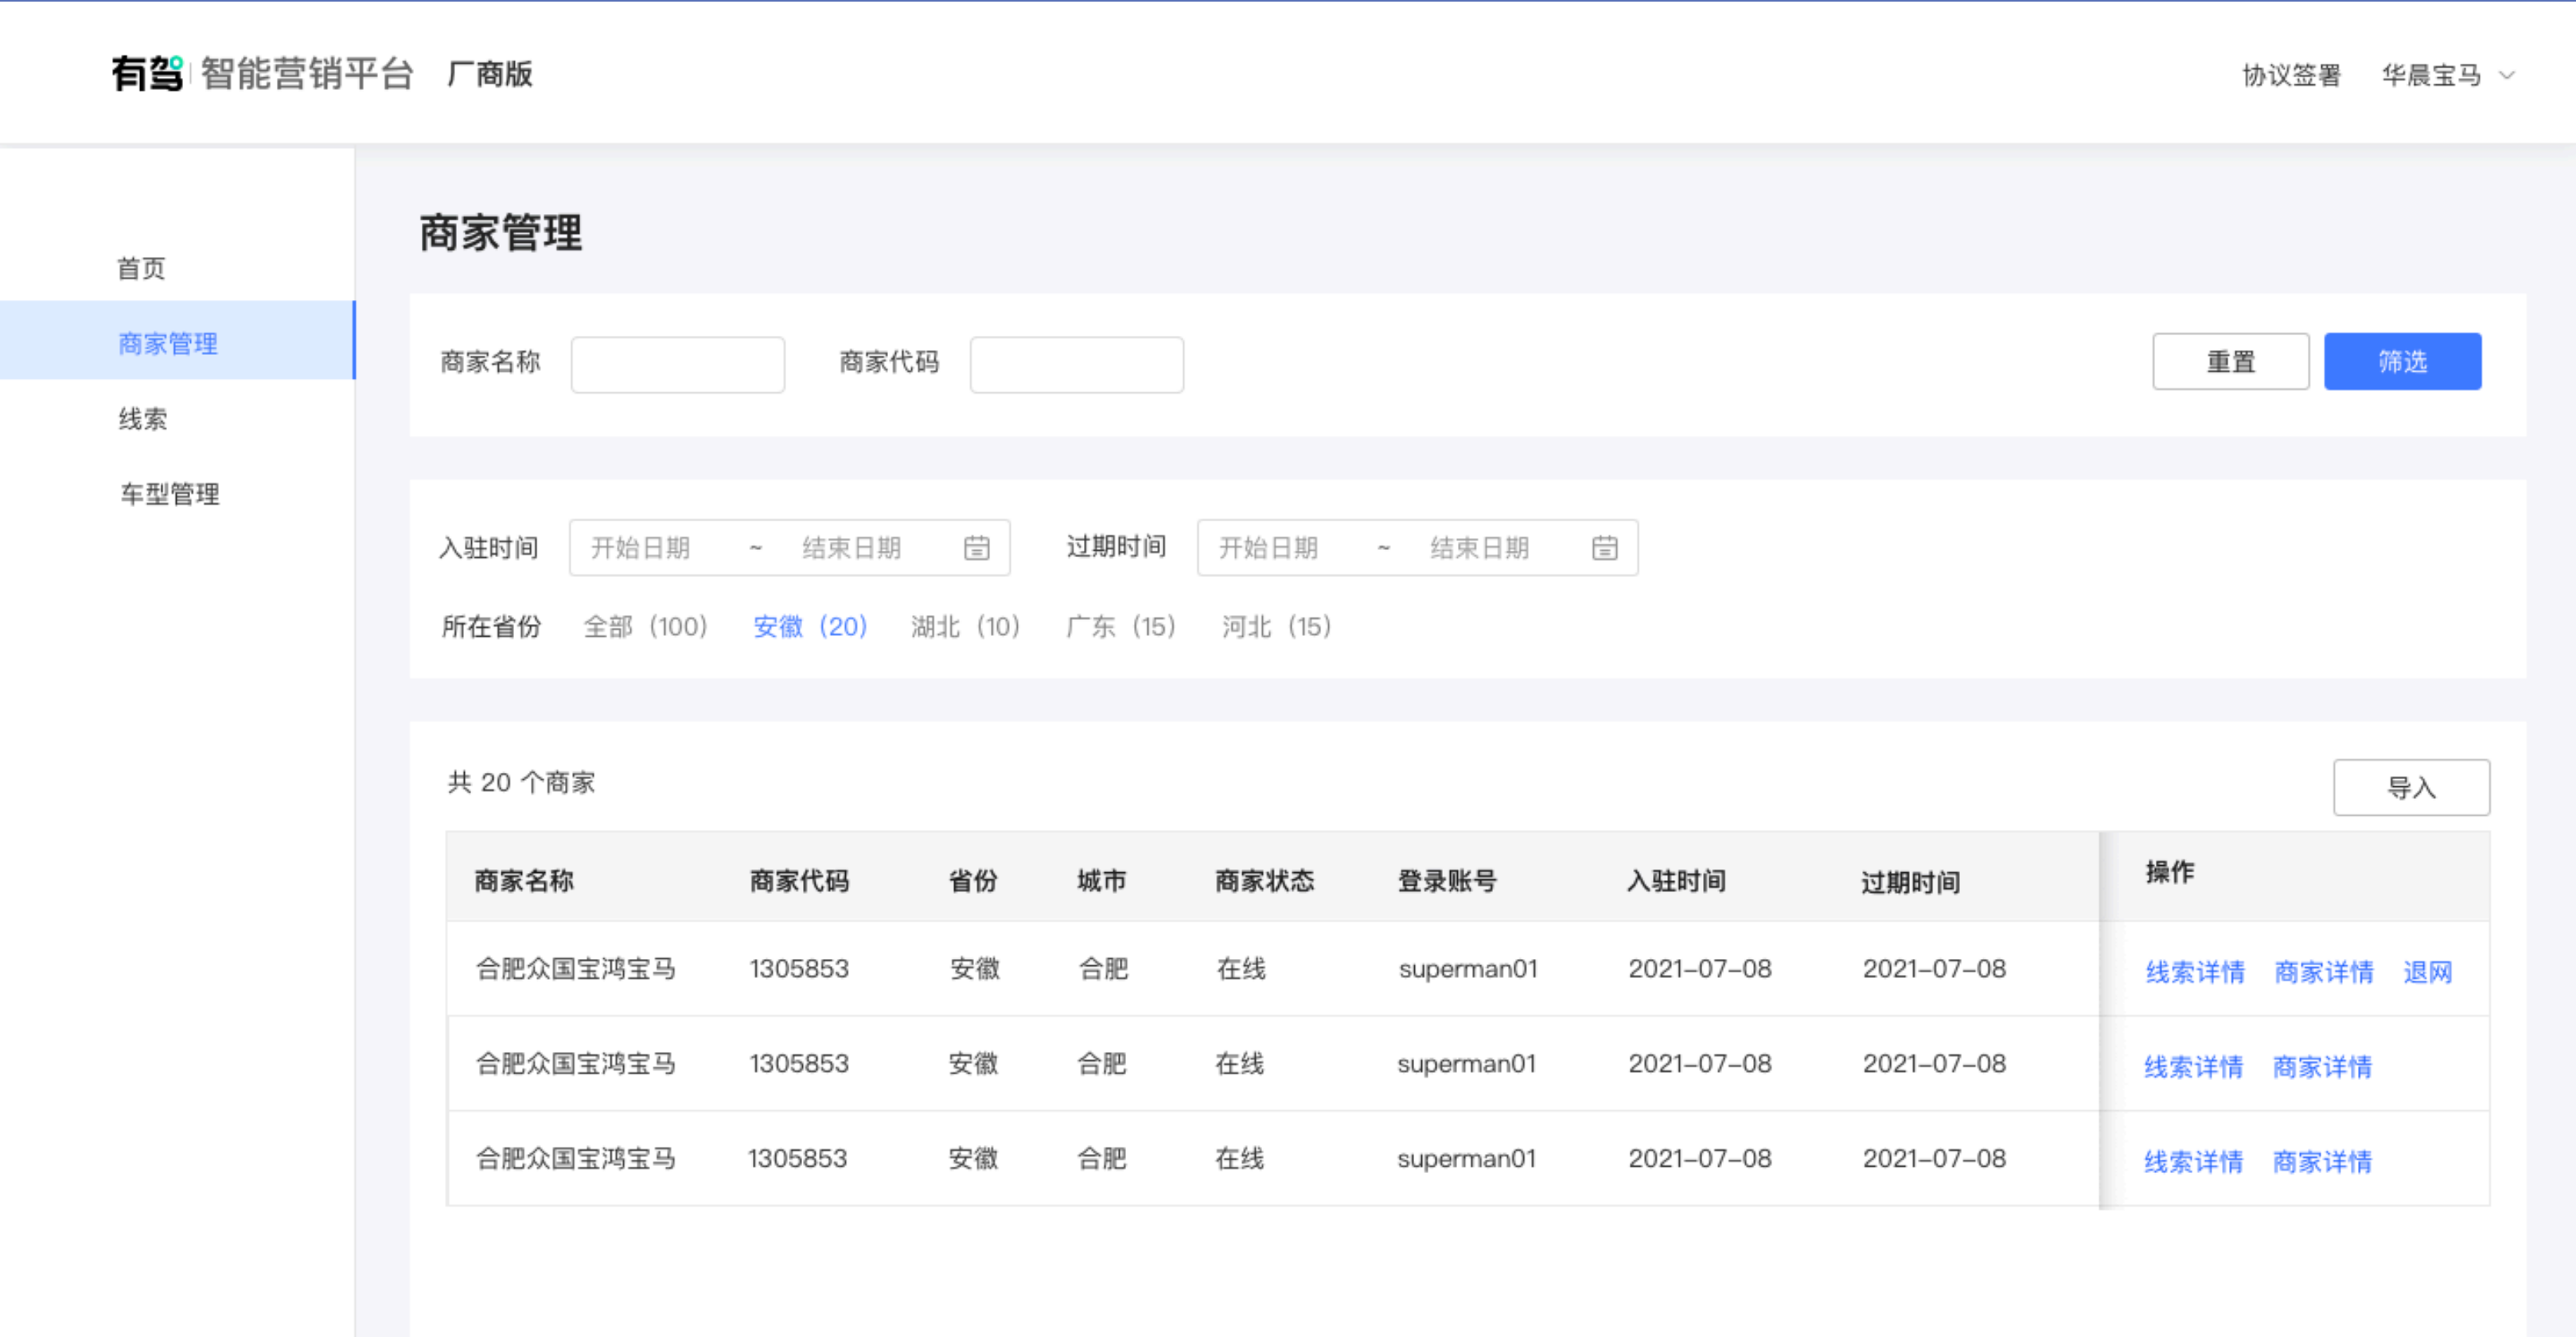 有驾 智能营销平台 厂商版 协议签署 华晨宝马
首页
商家管理
线索
车型管理
商家管理
商家名称 商家代码 重置 筛选
入驻时间 开始日期 ~ 结束日期 过期时间 开始日期 ~ 结束日期
所在省份 全部（100） 安徽（20） 湖北（10） 广东（15） 河北（15）
共 20 个商家 导入
商家名称 商家代码 省份 城市 商家状态 登录账号 入驻时间 过期时间 操作
合肥众国宝鸿宝马 1305853 安徽 合肥 在线 superman01 2021-07-08 2021-07-08 线索详情 商家详情 退网
合肥众国宝鸿宝马 1305853 安徽 合肥 在线 superman01 2021-07-08 2021-07-08 线索详情 商家详情
合肥众国宝鸿宝马 1305853 安徽 合肥 在线 superman01 2021-07-08 2021-07-08 线索详情 商家详情